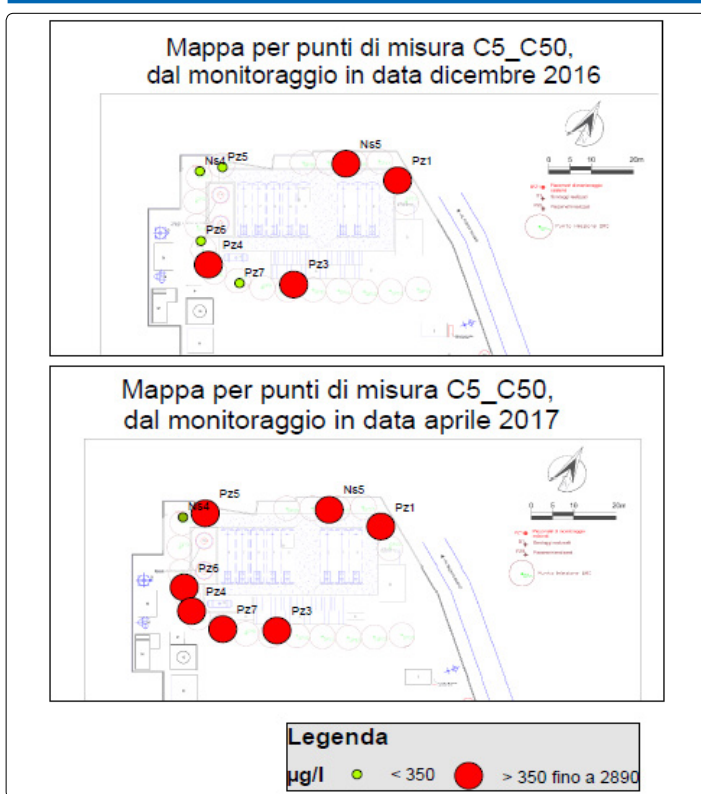 Mappa per punti di misura C5_C50,
dal monitoraggio in data dicembre 2016
Ns4
Pz5
Ns5
Pz1
Pz6
Pz4
Pz7
Pz3
0 5 10 20m
Mappa per punti di misura C5_C50,
dal monitoraggio in data aprile 2017
Ns4
Pz5
Ns5
Pz1
Pz6
Pz4
Pz7
Pz3
0 5 10 20m
Legenda
µg/l < 350 > 350 fino a 2890